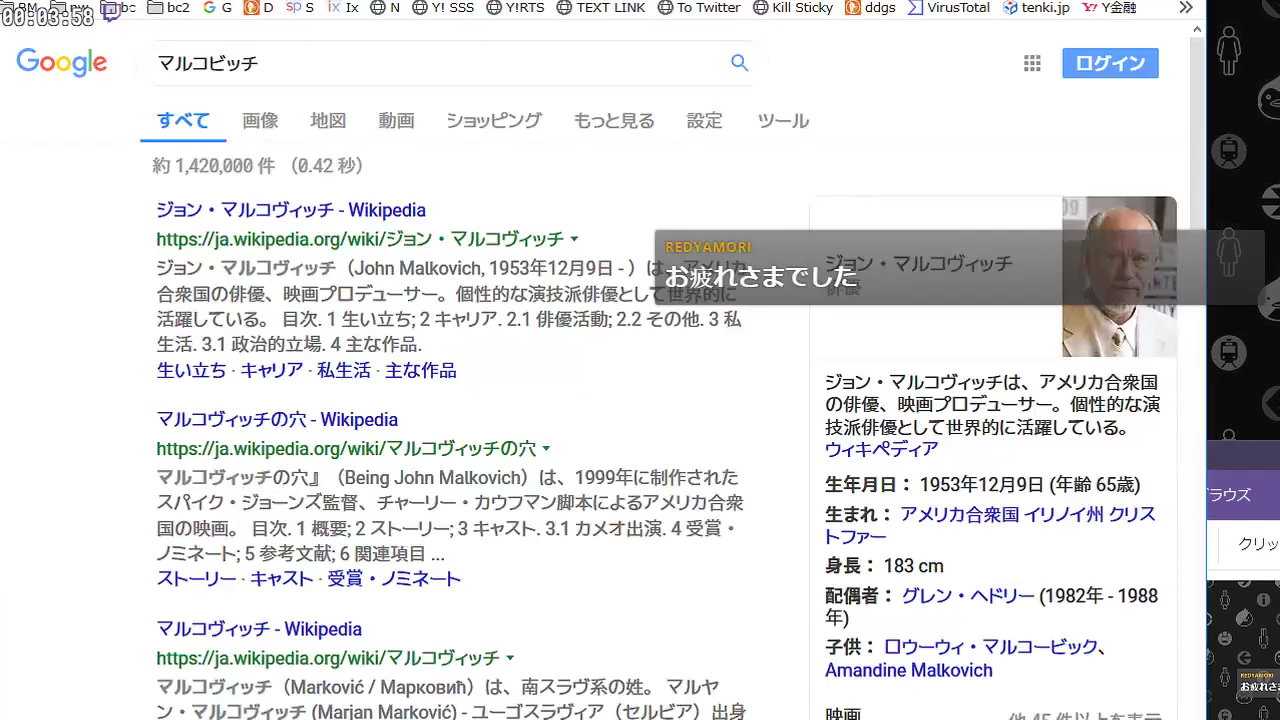 00:03:58
bc
bc2
G
D
S
Ix
N
Y! SSS
Y!RTS
TEXT LINK
To Twitter
Kill Sticky
ddgs
VirusTotal
tenki.jp
Y金融
Google
マルコビッチ
ログイン
すべて
画像
地図
動画
ショッピング
もっと見る
設定
ツール
約 1,420,000 件 （0.42 秒）
ジョン・マルコヴィッチ - Wikipedia
https://ja.wikipedia.org/wiki/ジョン・マルコヴィッチ
ジョン・マルコヴィッチ（John Malkovich, 1953年12月9日 - ）は、アメリカ
合衆国の俳優、映画プロデューサー。個性的な演技派俳優として世界的に
活躍している。 目次. 1 生い立ち; 2 キャリア. 2.1 俳優活動; 2.2 その他. 3 私
生活. 3.1 政治的立場. 4 主な作品.
生い立ち · キャリア · 私生活 · 主な作品
マルコヴィッチの穴 - Wikipedia
https://ja.wikipedia.org/wiki/マルコヴィッチの穴
マルコヴィッチの穴』（Being John Malkovich）は、1999年に制作された
スパイク・ジョーンズ監督、チャーリー・カウフマン脚本によるアメリカ合衆
国の映画。 目次. 1 概要; 2 ストーリー; 3 キャスト. 3.1 カメオ出演. 4 受賞・
ノミネート; 5 参考文献; 6 関連項目 ...
ストーリー · キャスト · 受賞・ノミネート
マルコヴィッチ - Wikipedia
https://ja.wikipedia.org/wiki/マルコヴィッチ
マルコヴィッチ（Marković / Марковић）は、南スラヴ系の姓。 マルヤ
ン・マルコヴィッチ (Marjan Marković) - ユーゴスラヴィア（セルビア）出身
REDYAMORI
お疲れさまでした
ジョン・マルコヴィッチ
俳優
ジョン・マルコヴィッチは、アメリカ合衆国
の俳優、映画プロデューサー。個性的な演
技派俳優として世界的に活躍している。
ウィキペディア
生年月日： 1953年12月9日 (年齢 65歳)
生まれ： アメリカ合衆国 イリノイ州 クリス
トファー
身長： 183 cm
配偶者： グレン・ヘドリー (1982年 - 1988
年)
子供： ロウーウィ・マルコービック、
Amandine Malkovich
映画
他 45 件以上を表示
ブラウズ
クリッ
REDYAMORI
お疲れさま